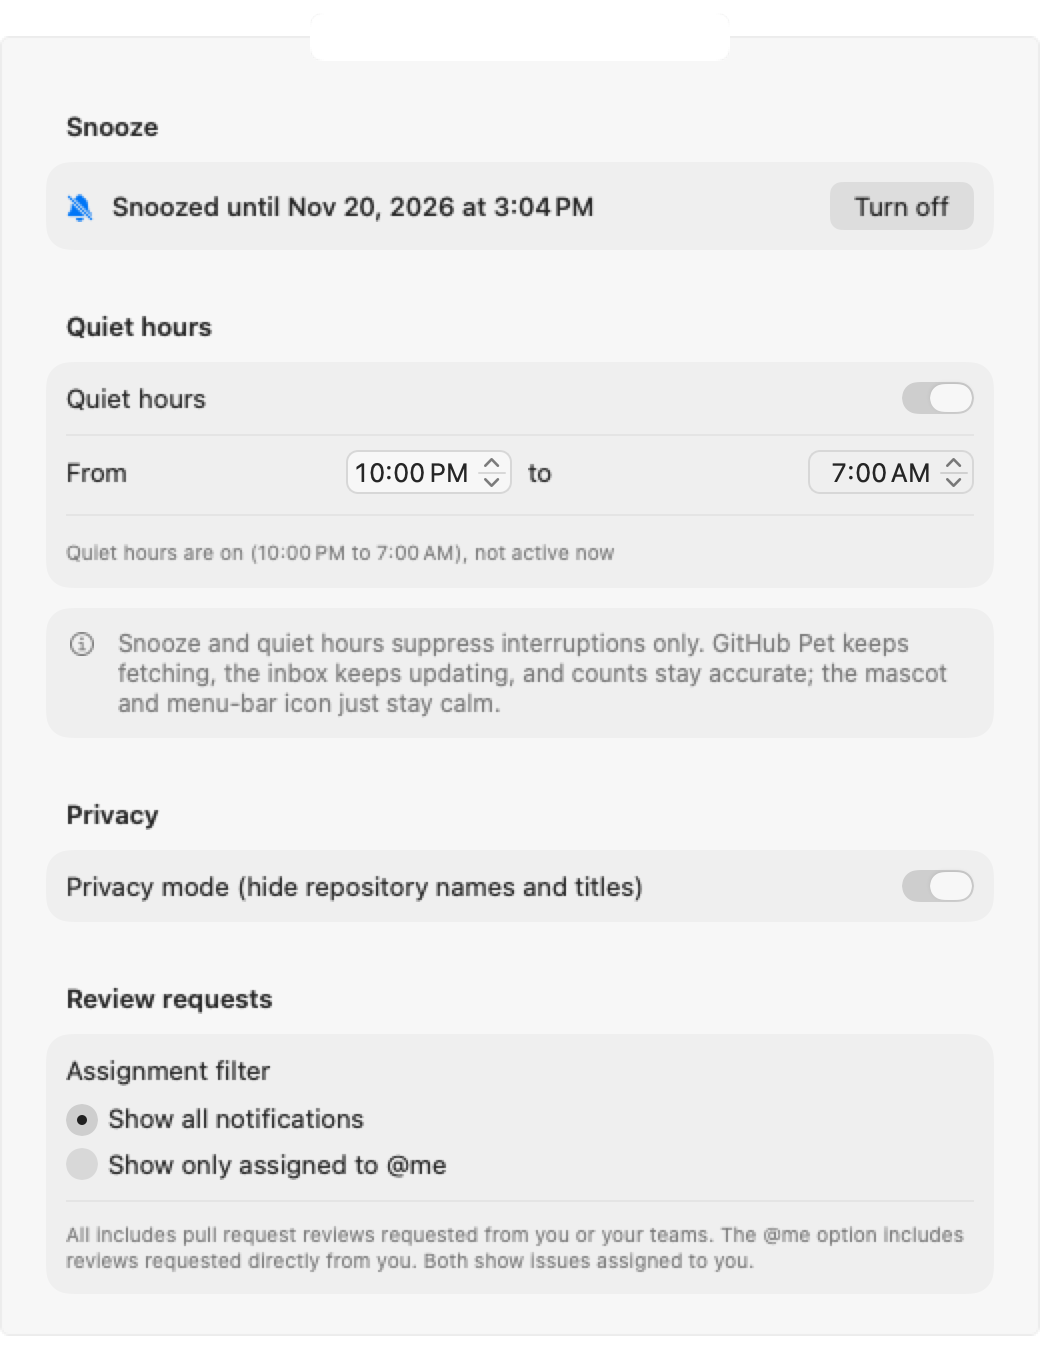 Snooze
Snoozed until Nov 20, 2026 at 3:04 PM
Turn off
Quiet hours
Quiet hours
From 10:00 PM to 7:00 AM
Quiet hours are on (10:00 PM to 7:00 AM), not active now
Snooze and quiet hours suppress interruptions only. GitHub Pet keeps
fetching, the inbox keeps updating, and counts stay accurate; the mascot
and menu-bar icon just stay calm.
Privacy
Privacy mode (hide repository names and titles)
Review requests
Assignment filter
Show all notifications
Show only assigned to @me
All includes pull request reviews requested from you or your teams. The @me option includes
reviews requested directly from you. Both show issues assigned to you.